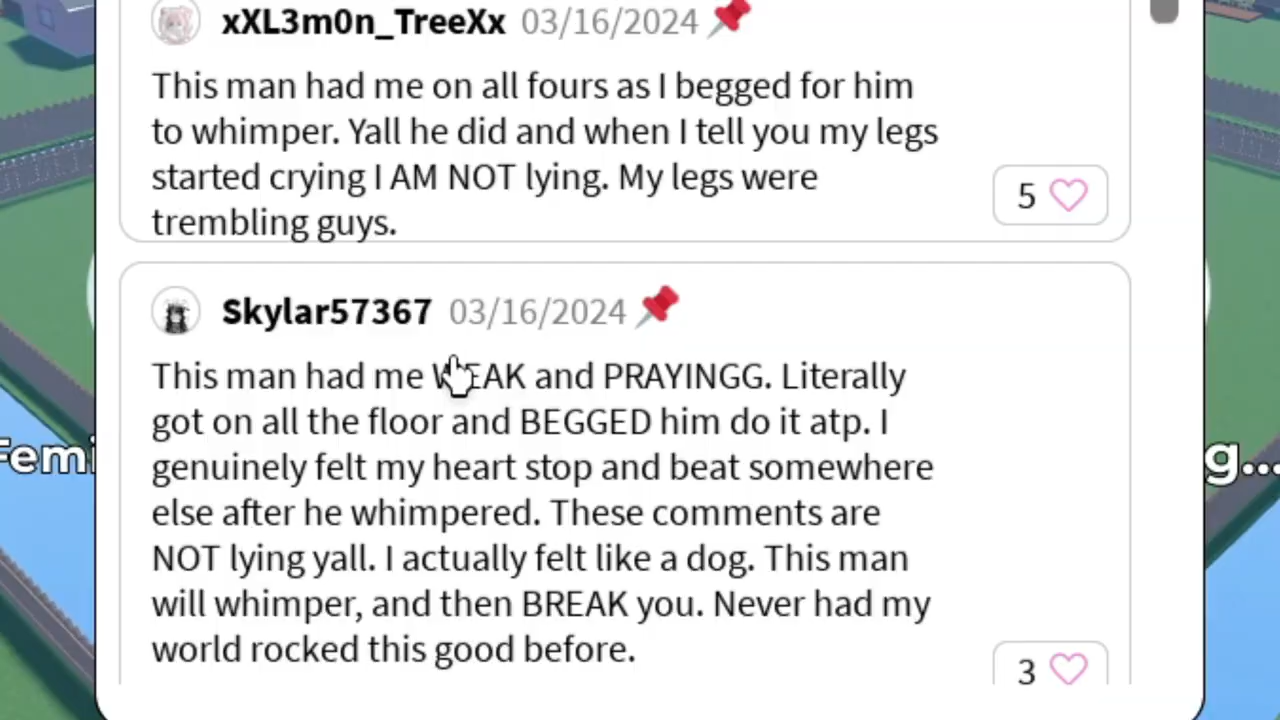 xXL3m0n_TreeXx 03/16/2024
This man had me on all fours as I begged for him
to whimper. Yall he did and when I tell you my legs
started crying I AM NOT lying. My legs were
trembling guys.
5
Skylar57367 03/16/2024
This man had me WEAK and PRAYINGG. Literally
got on all the floor and BEGGED him do it atp. I
genuinely felt my heart stop and beat somewhere
else after he whimpered. These comments are
NOT lying yall. I actually felt like a dog. This man
will whimper, and then BREAK you. Never had my
world rocked this good before.
3
Femi
g...